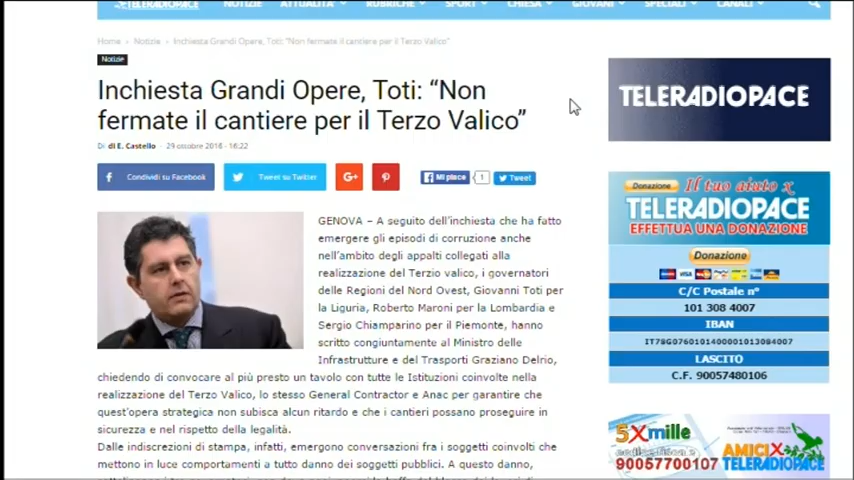 TELERADIOPACE NOTIZIE ATTUALITA' RUBRICHE SPORT CHIESA GIOVANI SPECIALI CANALI
Home › Notizie › Inchiesta Grandi Opere, Toti: "Non fermate il cantiere per il Terzo Valico"
Notizie
Inchiesta Grandi Opere, Toti: “Non
fermate il cantiere per il Terzo Valico”
Di di E. Castello - 29 ottobre 2016 - 16:22
Condividi su Facebook
Tweet su Twitter
G+
Mi piace 1
Tweet
GENOVA – A seguito dell'inchiesta che ha fatto
emergere gli episodi di corruzione anche
nell'ambito degli appalti collegati alla
realizzazione del Terzio valico, i governatori
delle Regioni del Nord Ovest, Giovanni Toti per
la Liguria, Roberto Maroni per la Lombardia e
Sergio Chiamparino per il Piemonte, hanno
scritto congiuntamente al Ministro delle
Infrastrutture e del Trasporti Graziano Delrio,
chiedendo di convocare al più presto un tavolo con tutte le Istituzioni coinvolte nella
realizzazione del Terzo Valico, lo stesso General Contractor e Anac per garantire che
quest'opera strategica non subisca alcun ritardo e che i cantieri possano proseguire in
sicurezza e nel rispetto della legalità.
Dalle indiscrezioni di stampa, infatti, emergono conversazioni fra i soggetti coinvolti che
mettono in luce comportamenti a tutto danno dei soggetti pubblici. A questo danno,
TELERADIOPACE
Donazione Il tuo aiuto x
TELERADIOPACE
EFFETTUA UNA DONAZIONE
Donazione
VISA
C/C Postale n°
101 308 4007
IBAN
IT78G0760101400001013084007
LASCITO
C.F. 90057480106
5Xmille
90057700107
AMICI X
TELERADIOPACE